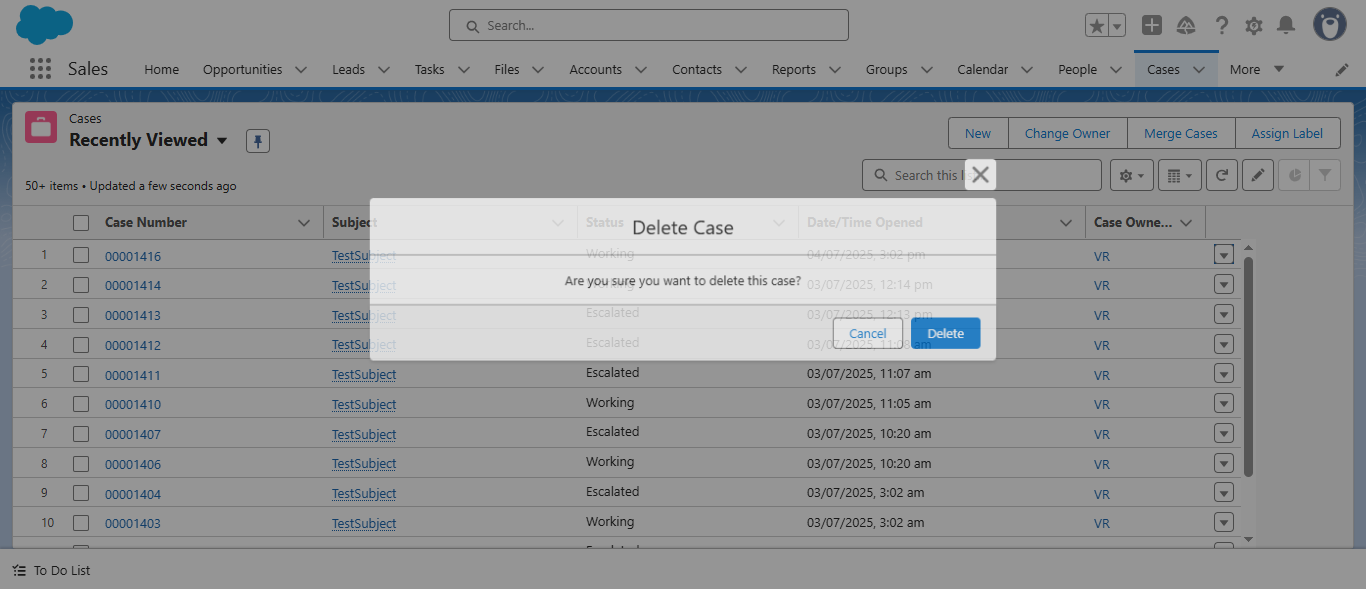 Search...
Sales Home Opportunities Leads Tasks Files Accounts Contacts Reports Groups Calendar People Cases More
Cases
Recently Viewed
New Change Owner Merge Cases Assign Label
50+ items • Updated a few seconds ago
Search this
Case Number Subject Status Date/Time Opened Case Owne...
Delete Case
Are you sure you want to delete this case?
Cancel Delete
1 00001416 TestSubject Working 04/07/2025, 3:02 pm VR
2 00001414 TestSubject 03/07/2025, 12:14 pm VR
3 00001413 TestSubject Escalated 03/07/2025, 12:13 pm VR
4 00001412 TestSubject Escalated 03/07/2025, 11:08 am VR
5 00001411 TestSubject Escalated 03/07/2025, 11:07 am VR
6 00001410 TestSubject Working 03/07/2025, 11:05 am VR
7 00001407 TestSubject Escalated 03/07/2025, 10:20 am VR
8 00001406 TestSubject Working 03/07/2025, 10:20 am VR
9 00001404 TestSubject Escalated 03/07/2025, 3:02 am VR
10 00001403 TestSubject Working 03/07/2025, 3:02 am VR
To Do List